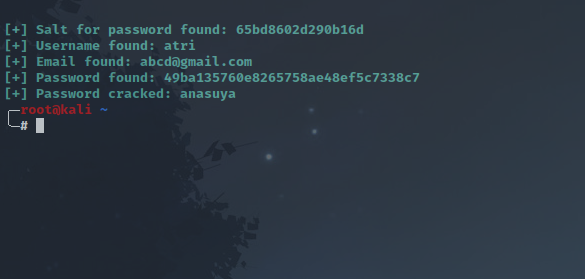 [+] Salt for password found: 65bd8602d290b16d
[+] Username found: atri
[+] Email found: abcd@gmail.com
[+] Password found: 49ba135760e8265758ae48ef5c7338c7
[+] Password cracked: anasuya
╭─root@kali ~
╰─#